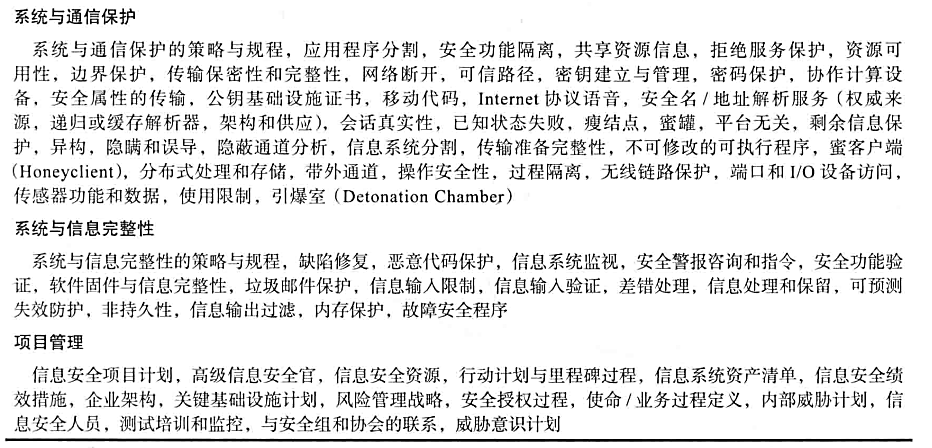 系统与通信保护
系统与通信保护的策略与规程，应用程序分割，安全功能隔离，共享资源信息，拒绝服务保护，资源可
用性，边界保护，传输保密性和完整性，网络断开，可信路径，密钥建立与管理，密码保护，协作计算设
备，安全属性的传输，公钥基础设施证书，移动代码，Internet 协议语音，安全名 / 地址解析服务（权威来
源，递归或缓存解析器，架构和供应），会话真实性，已知状态失败，瘦结点，蜜罐，平台无关，剩余信息保
护，异构，隐瞒和误导，隐蔽通道分析，信息系统分割，传输准备完整性，不可修改的可执行程序，蜜客户端
(Honeyclient)，分布式处理和存储，带外通道，操作安全性，过程隔离，无线链路保护，端口和 I/O 设备访问，
传感器功能和数据，使用限制，引爆室（Detonation Chamber）
系统与信息完整性
系统与信息完整性的策略与规程，缺陷修复，恶意代码保护，信息系统监视，安全警报咨询和指令，安全功能验
证，软件固件与信息完整性，垃圾邮件保护，信息输入限制，信息输入验证，差错处理，信息处理和保留，可预测
失效防护，非持久性，信息输出过滤，内存保护，故障安全程序
项目管理
信息安全项目计划，高级信息安全官，信息安全资源，行动计划与里程碑过程，信息系统资产清单，信息安全绩
效措施，企业架构，关键基础设施计划，风险管理战略，安全授权过程，使命 / 业务过程定义，内部威胁计划，信
息安全人员，测试培训和监控，与安全组和协会的联系，威胁意识计划